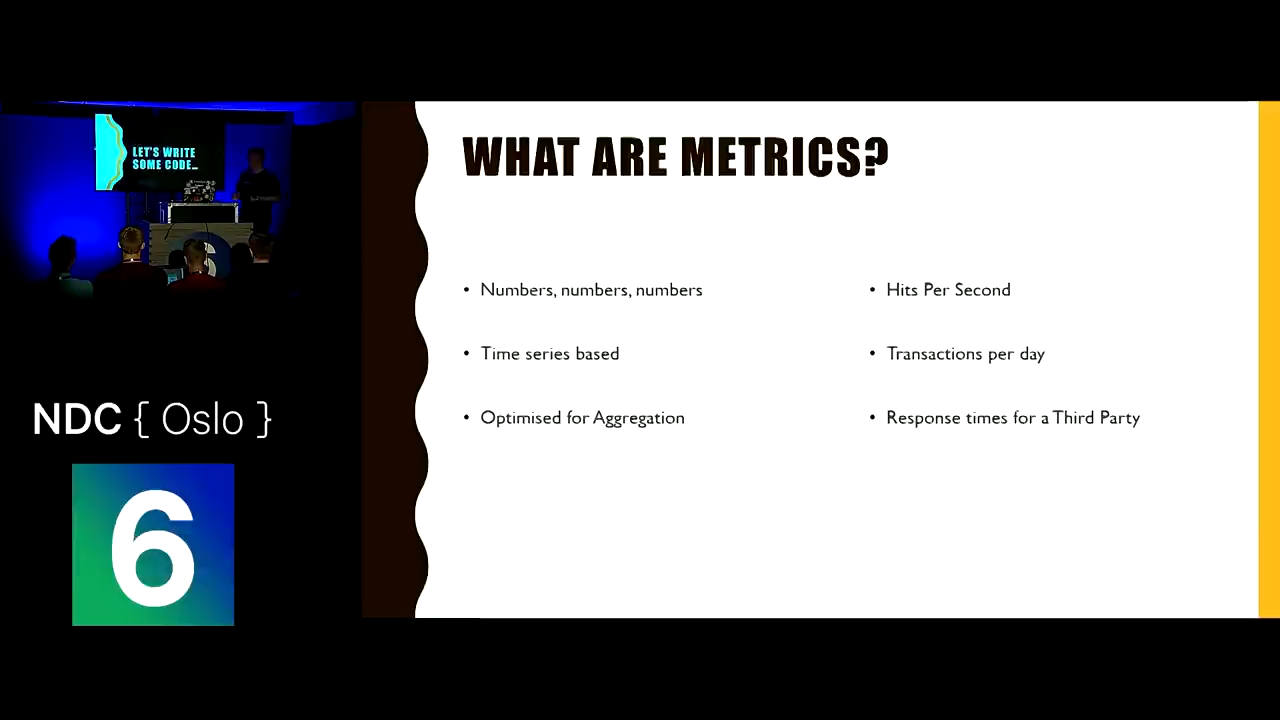 LET'S WRITE
SOME CODE…
6
NDC { Oslo }
6
WHAT ARE METRICS?
• Numbers, numbers, numbers
• Time series based
• Optimised for Aggregation
• Hits Per Second
• Transactions per day
• Response times for a Third Party